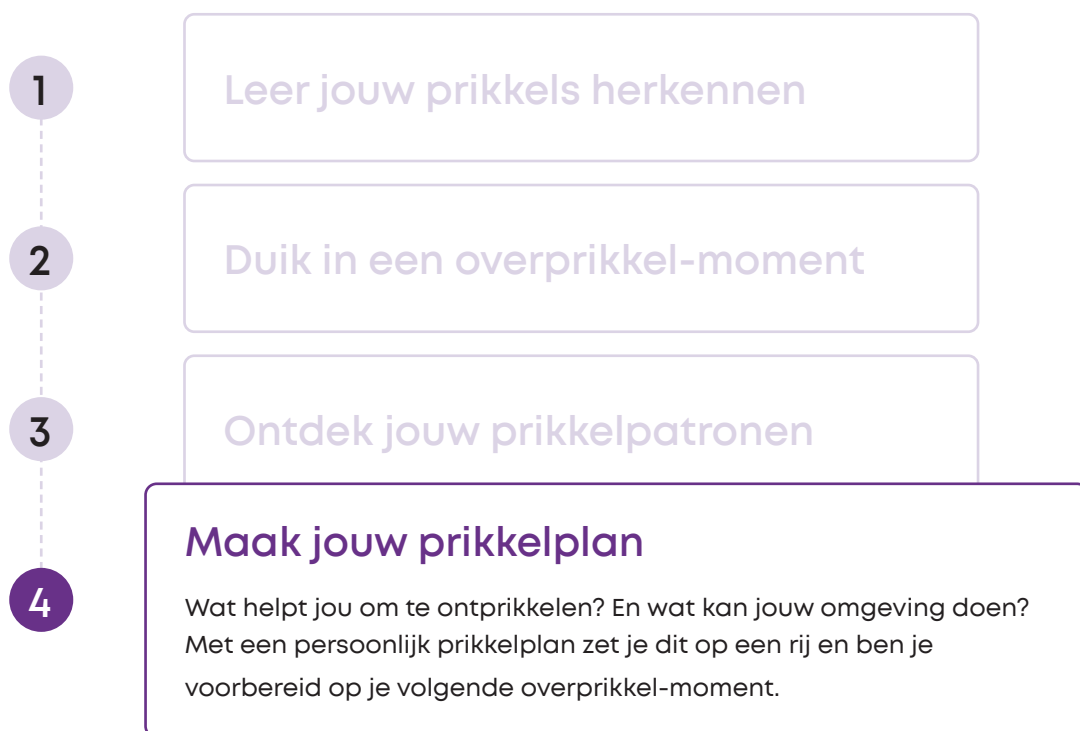 1
Leer jouw prikkels herkennen
2
Duik in een overprikkel-moment
3
Ontdek jouw prikkelpatronen
4
Maak jouw prikkelplan
Wat helpt jou om te ontprikkelen? En wat kan jouw omgeving doen?
Met een persoonlijk prikkelplan zet je dit op een rij en ben je
voorbereid op je volgende overprikkel-moment.